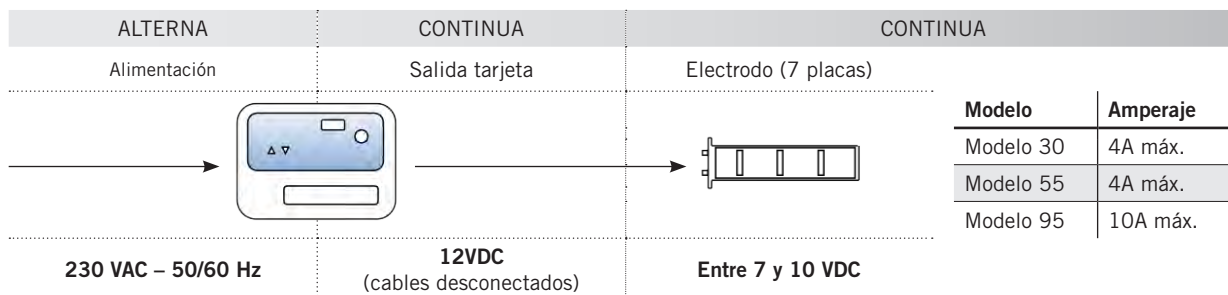 ALTERNA CONTINUA CONTINUA
Alimentación Salida tarjeta Electrodo (7 placas)
Modelo Amperaje
Modelo 30 4A máx.
Modelo 55 4A máx.
Modelo 95 10A máx.
230 VAC – 50/60 Hz
12VDC
(cables desconectados)
Entre 7 y 10 VDC